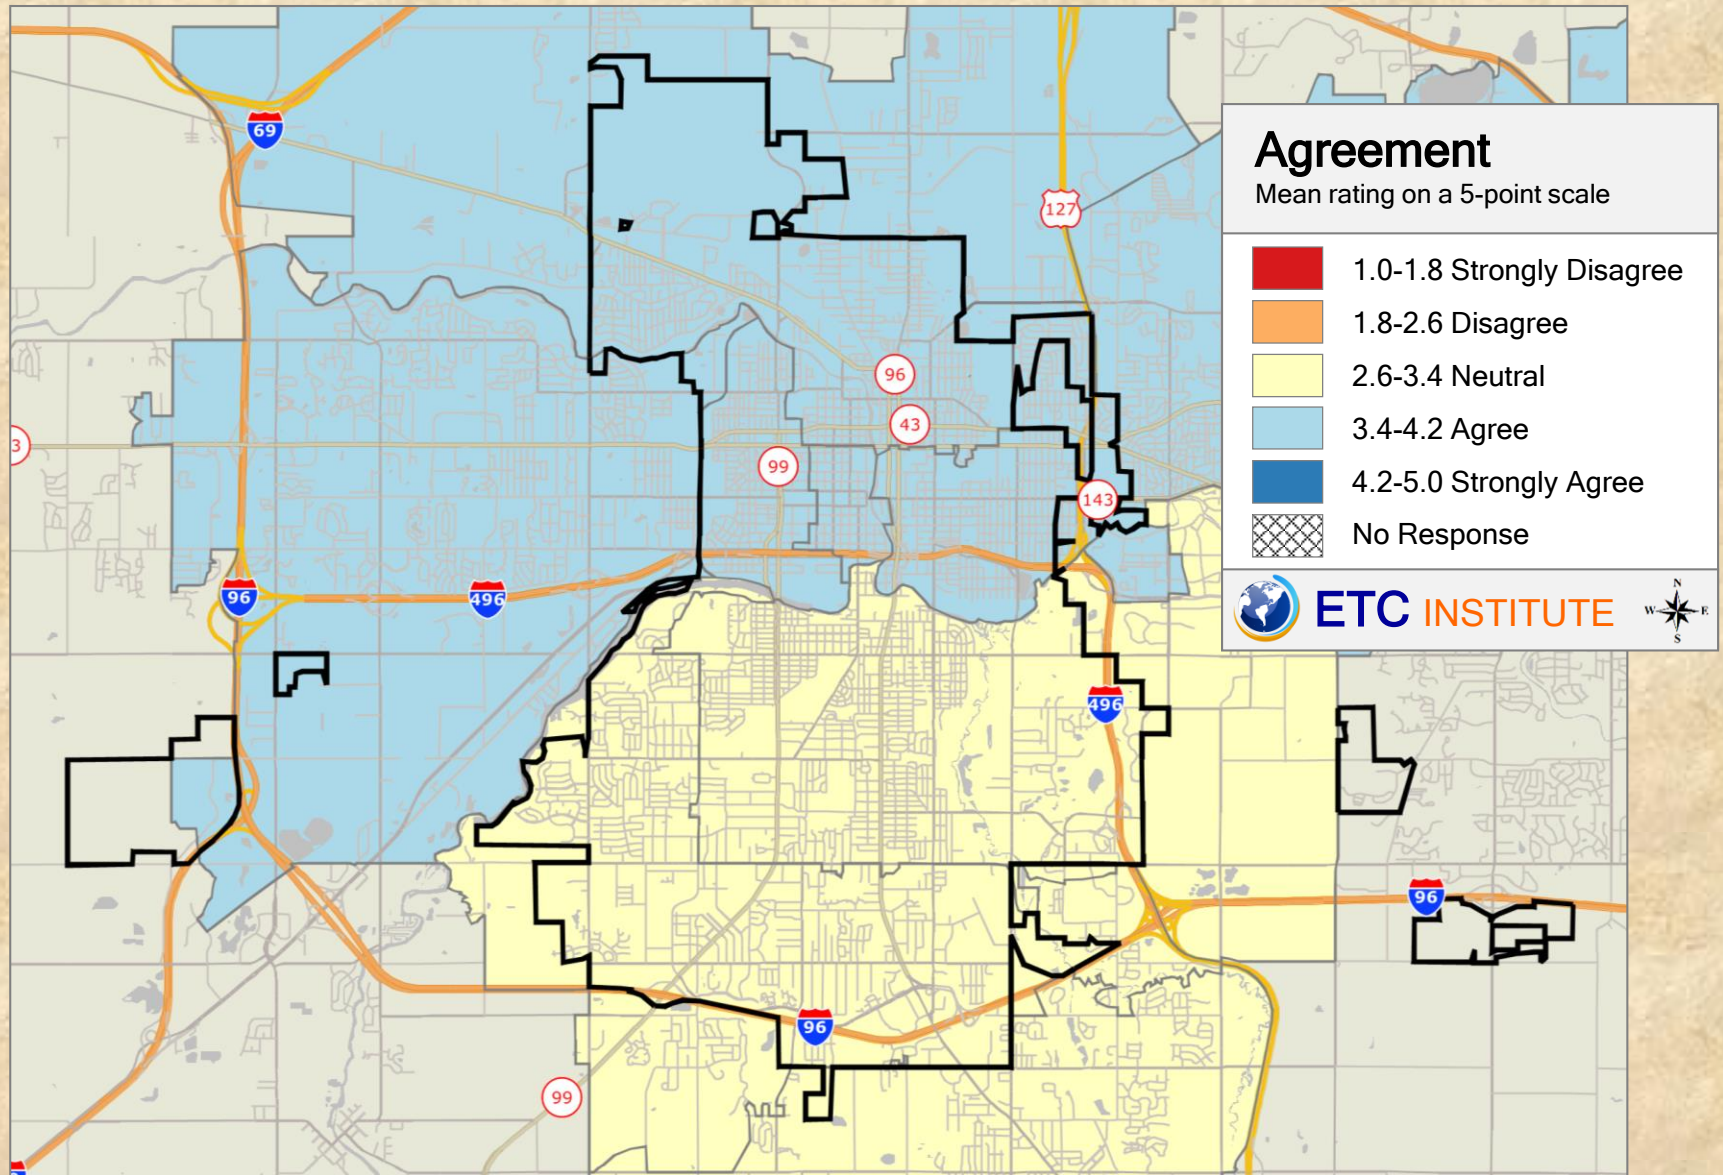 69
127
Agreement
Mean rating on a 5-point scale
1.0-1.8 Strongly Disagree
1.8-2.6 Disagree
2.6-3.4 Neutral
3.4-4.2 Agree
4.2-5.0 Strongly Agree
No Response
ETC INSTITUTE
N
W
E
S
96
43
3
99
143
96
496
496
96
96
99